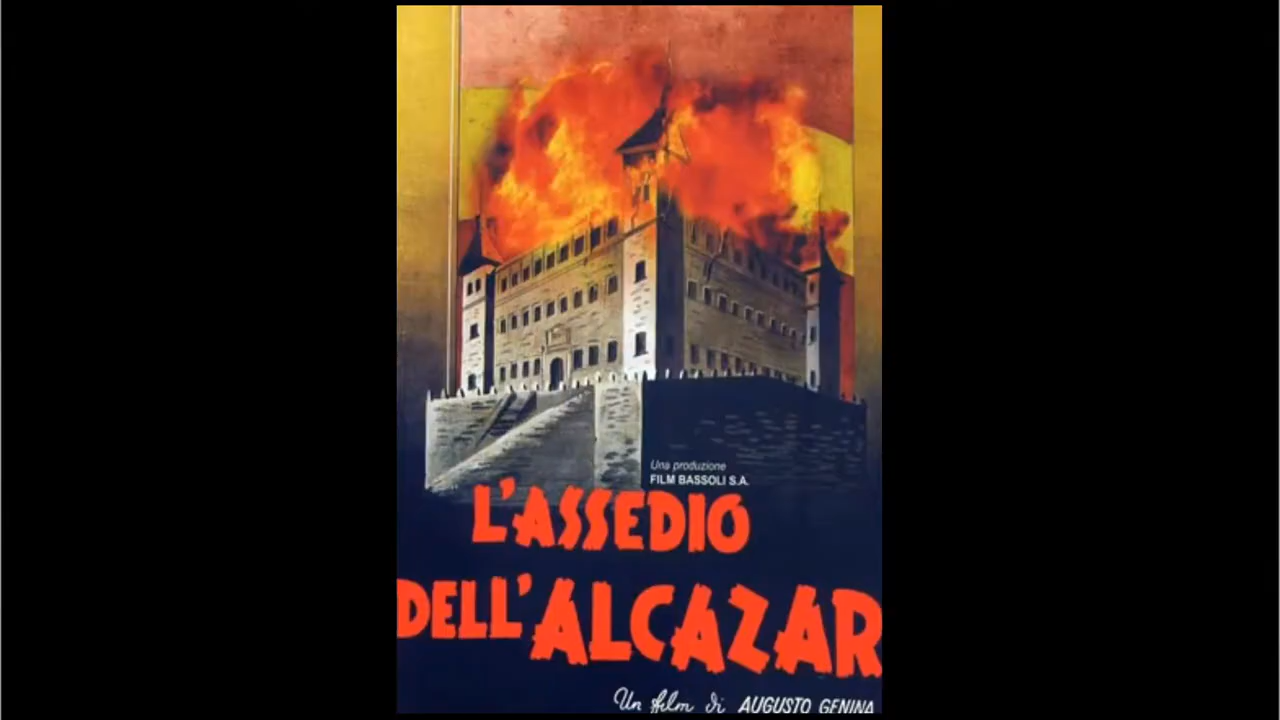 Una produzione
FILM BASSOLI S.A.
L'ASSEDIO
DELL'ALCAZAR
Un film di AUGUSTO GENINA